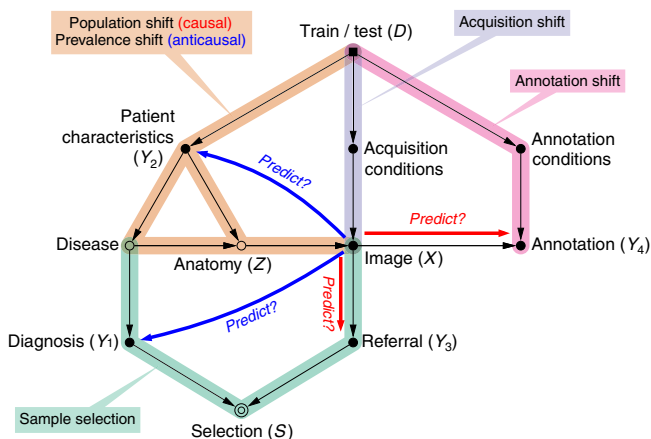 Population shift (causal)
Prevalence shift (anticausal)
Train / test (D)
Acquisition shift
Annotation shift
Patient
characteristics
(Y2)
Acquisition
conditions
Annotation
conditions
Predict?
Predict?
Disease
Anatomy (Z)
Image (X)
Annotation (Y4)
Predict?
Predict?
Diagnosis (Y1)
Referral (Y3)
Sample selection
Selection (S)